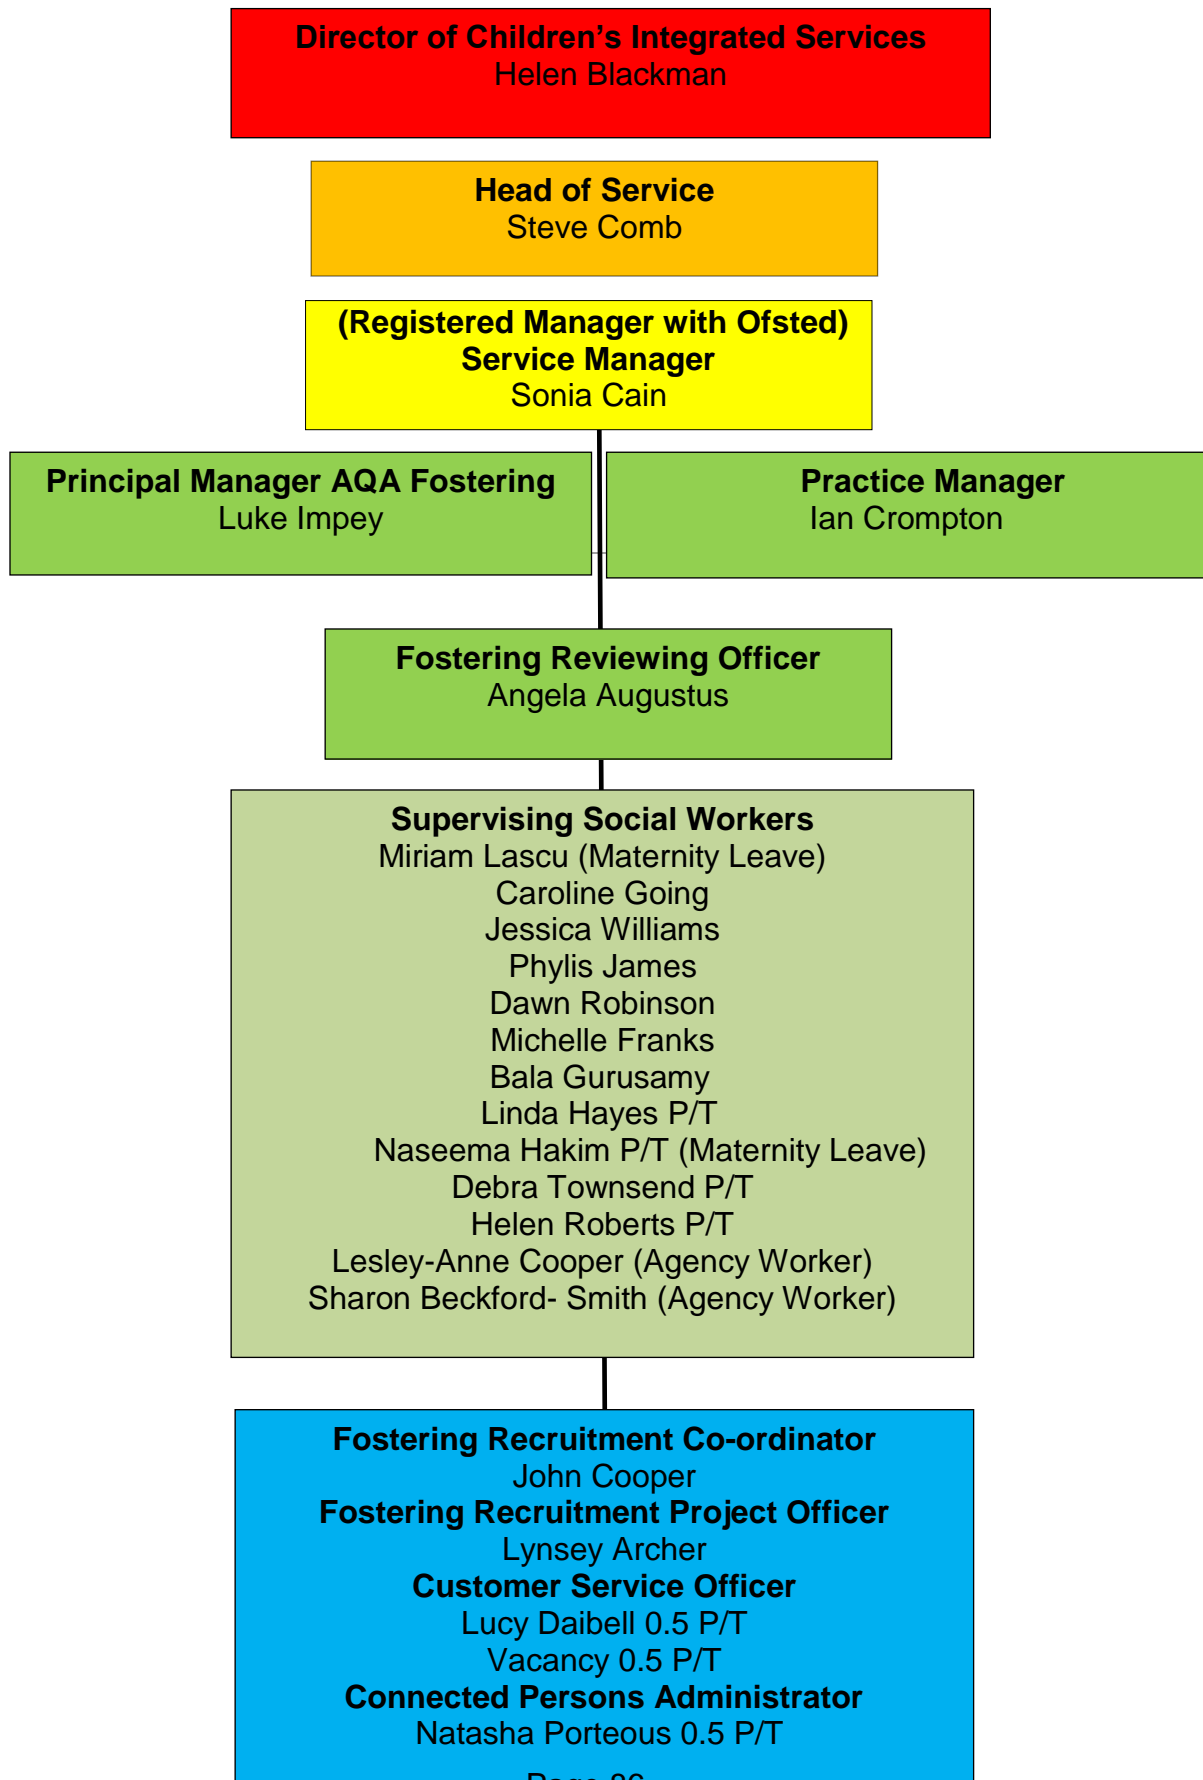 Director of Children’s Integrated Services
Helen Blackman
Head of Service
Steve Comb
(Registered Manager with Ofsted)
Service Manager
Sonia Cain
Principal Manager AQA Fostering
Luke Impey
Practice Manager
Ian Crompton
Fostering Reviewing Officer
Angela Augustus
Supervising Social Workers
Miriam Lascu (Maternity Leave)
Caroline Going
Jessica Williams
Phylis James
Dawn Robinson
Michelle Franks
Bala Gurusamy
Linda Hayes P/T
Naseema Hakim P/T (Maternity Leave)
Debra Townsend P/T
Helen Roberts P/T
Lesley-Anne Cooper (Agency Worker)
Sharon Beckford- Smith (Agency Worker)
Fostering Recruitment Co-ordinator
John Cooper
Fostering Recruitment Project Officer
Lynsey Archer
Customer Service Officer
Lucy Daibell 0.5 P/T
Vacancy 0.5 P/T
Connected Persons Administrator
Natasha Porteous 0.5 P/T
Page